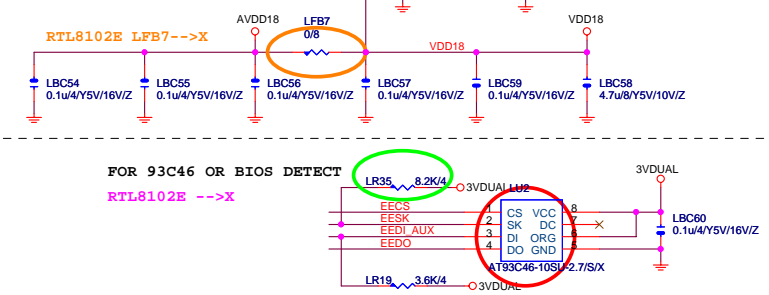 AVDD18
LFB7
0/8
VDD18
RTL8102E LFB7-->X
VDD18
LBC54
0.1u/4/Y5V/16V/Z
LBC55
0.1u/4/Y5V/16V/Z
LBC56
0.1u/4/Y5V/16V/Z
LBC57
0.1u/4/Y5V/16V/Z
LBC59
0.1u/4/Y5V/16V/Z
LBC58
4.7u/8/Y5V/10V/Z
FOR 93C46 OR BIOS DETECT
RTL8102E -->X
LR35 8.2K/4
3VDUAL
LU2
3VDUAL
EECS 1 CS VCC 8
EESK 2 SK DC 7
EEDI_AUX 3 DI ORG 6
EEDO 4 DO GND 5
LBC60
0.1u/4/Y5V/16V/Z
AT93C46-10SU-2.7/S/X
LR19 3.6K/4
3VDUAL